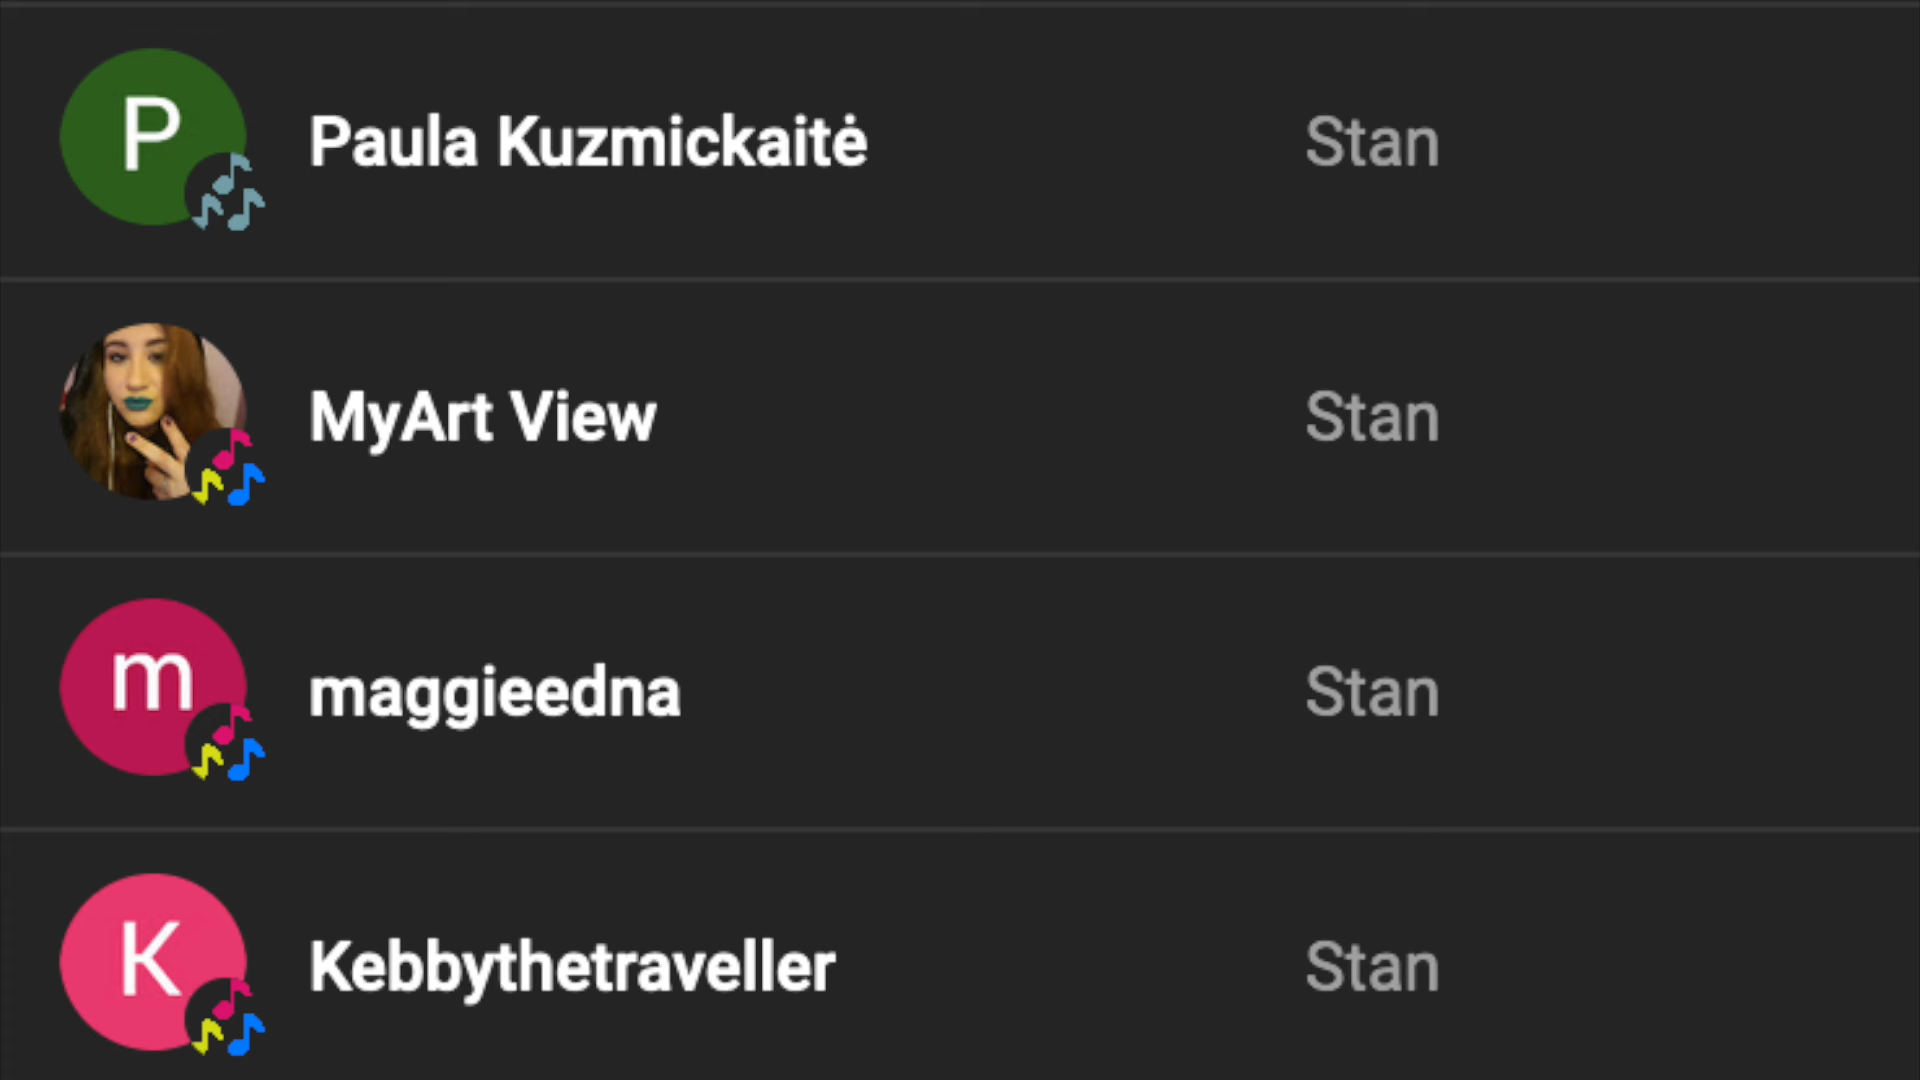 P Paula Kuzmickaitė Stan
MyArt View Stan
m maggieedna Stan
K Kebbythetraveller Stan